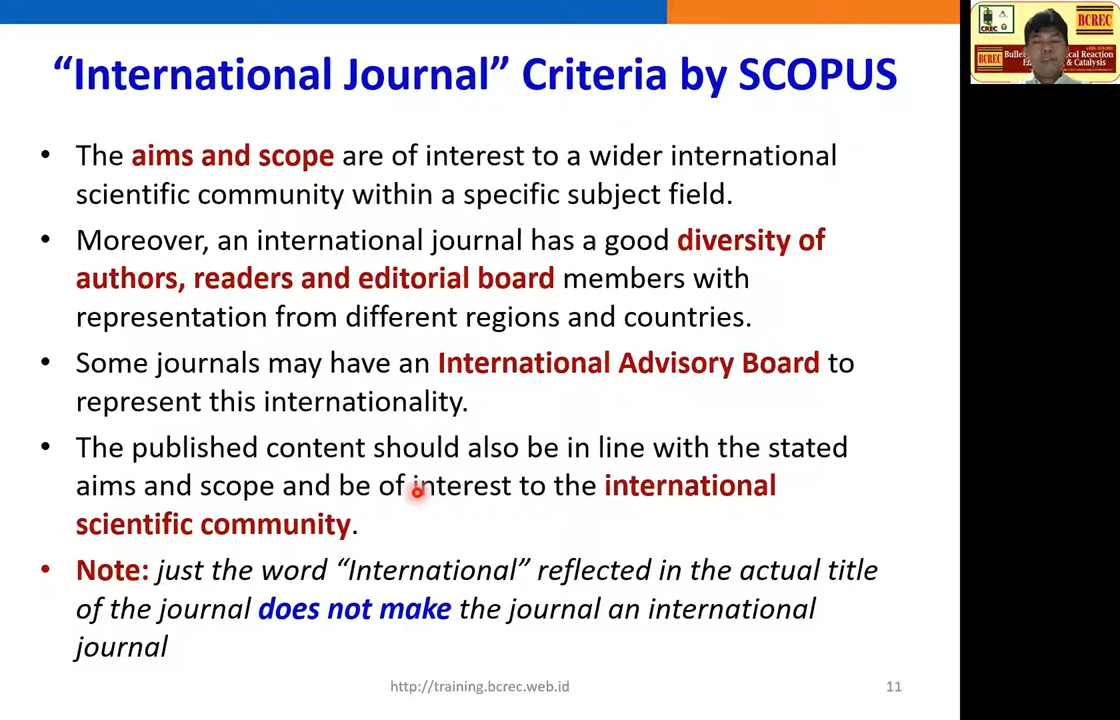 “International Journal” Criteria by SCOPUS
• The aims and scope are of interest to a wider international
scientific community within a specific subject field.
• Moreover, an international journal has a good diversity of
authors, readers and editorial board members with
representation from different regions and countries.
• Some journals may have an International Advisory Board to
represent this internationality.
• The published content should also be in line with the stated
aims and scope and be of interest to the international
scientific community.
• Note: just the word “International” reflected in the actual title
of the journal does not make the journal an international
journal
http://training.bcrec.web.id
11
CREC
BCREC
BCREC
Catalysis